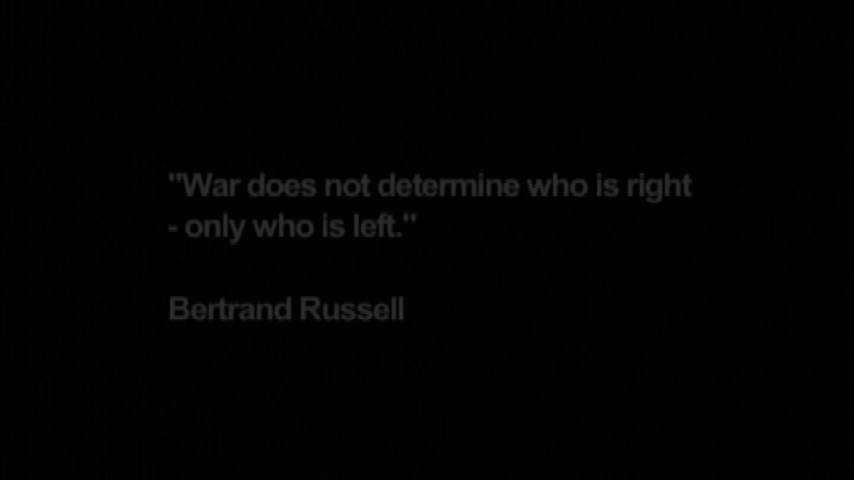 "War does not determine who is right
- only who is left."
Bertrand Russell